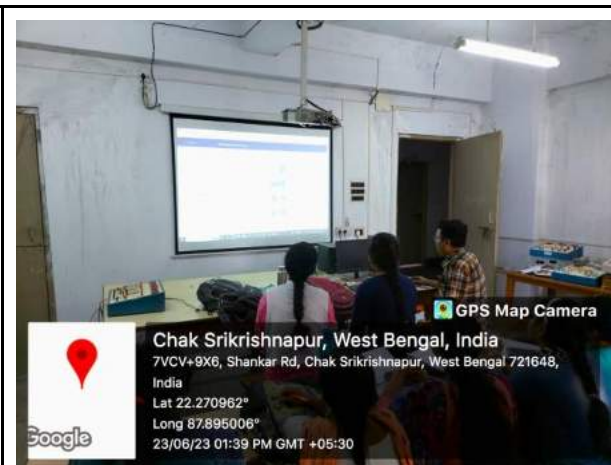 GPS Map Camera
Chak Srikrishnapur, West Bengal, India
7VCV+9X6, Shankar Rd, Chak Srikrishnapur, West Bengal 721648,
India
Lat 22.270962°
Long 87.895006°
23/06/23 01:39 PM GMT +05:30
Google